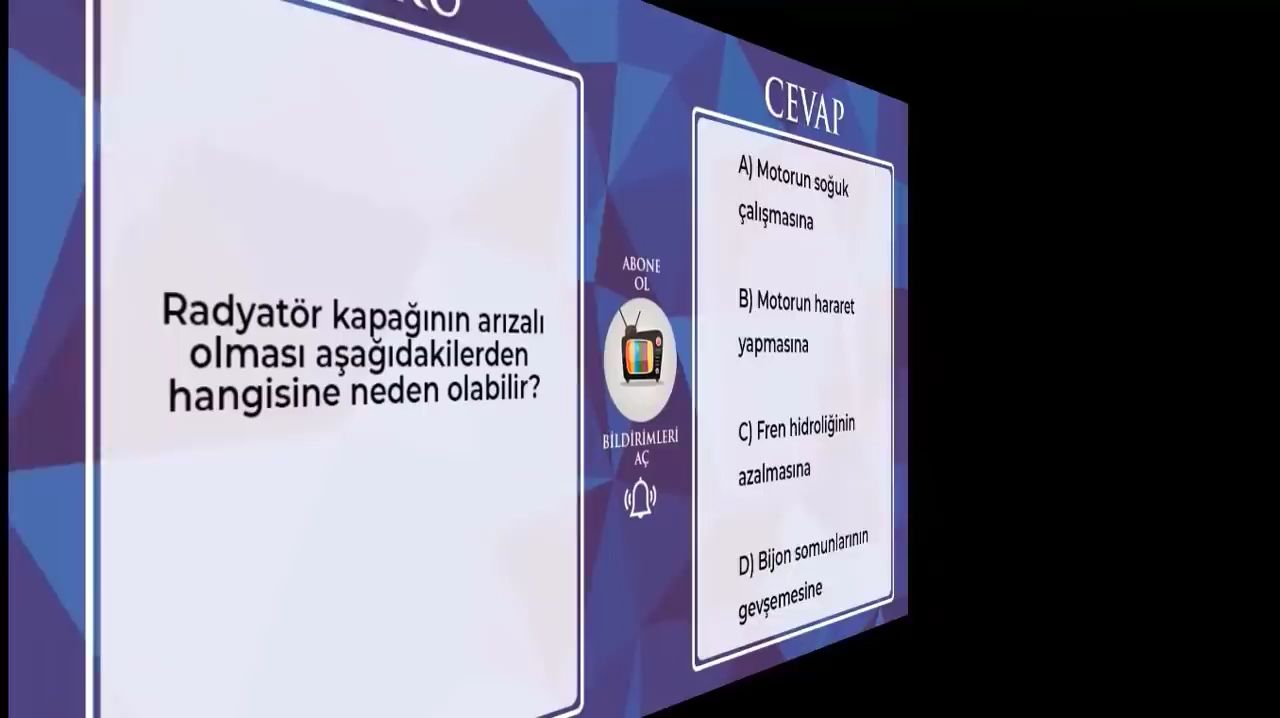 Radyatör kapağının arızalı
olması aşağıdakilerden
hangisine neden olabilir?
ABONE
OL
BİLDİRİMLERİ
AÇ
CEVAP
A) Motorun soğuk
çalışmasına
B) Motorun hararet
yapmasına
C) Fren hidroliğinin
azalmasına
D) Bijon somunlarının
gevşemesine